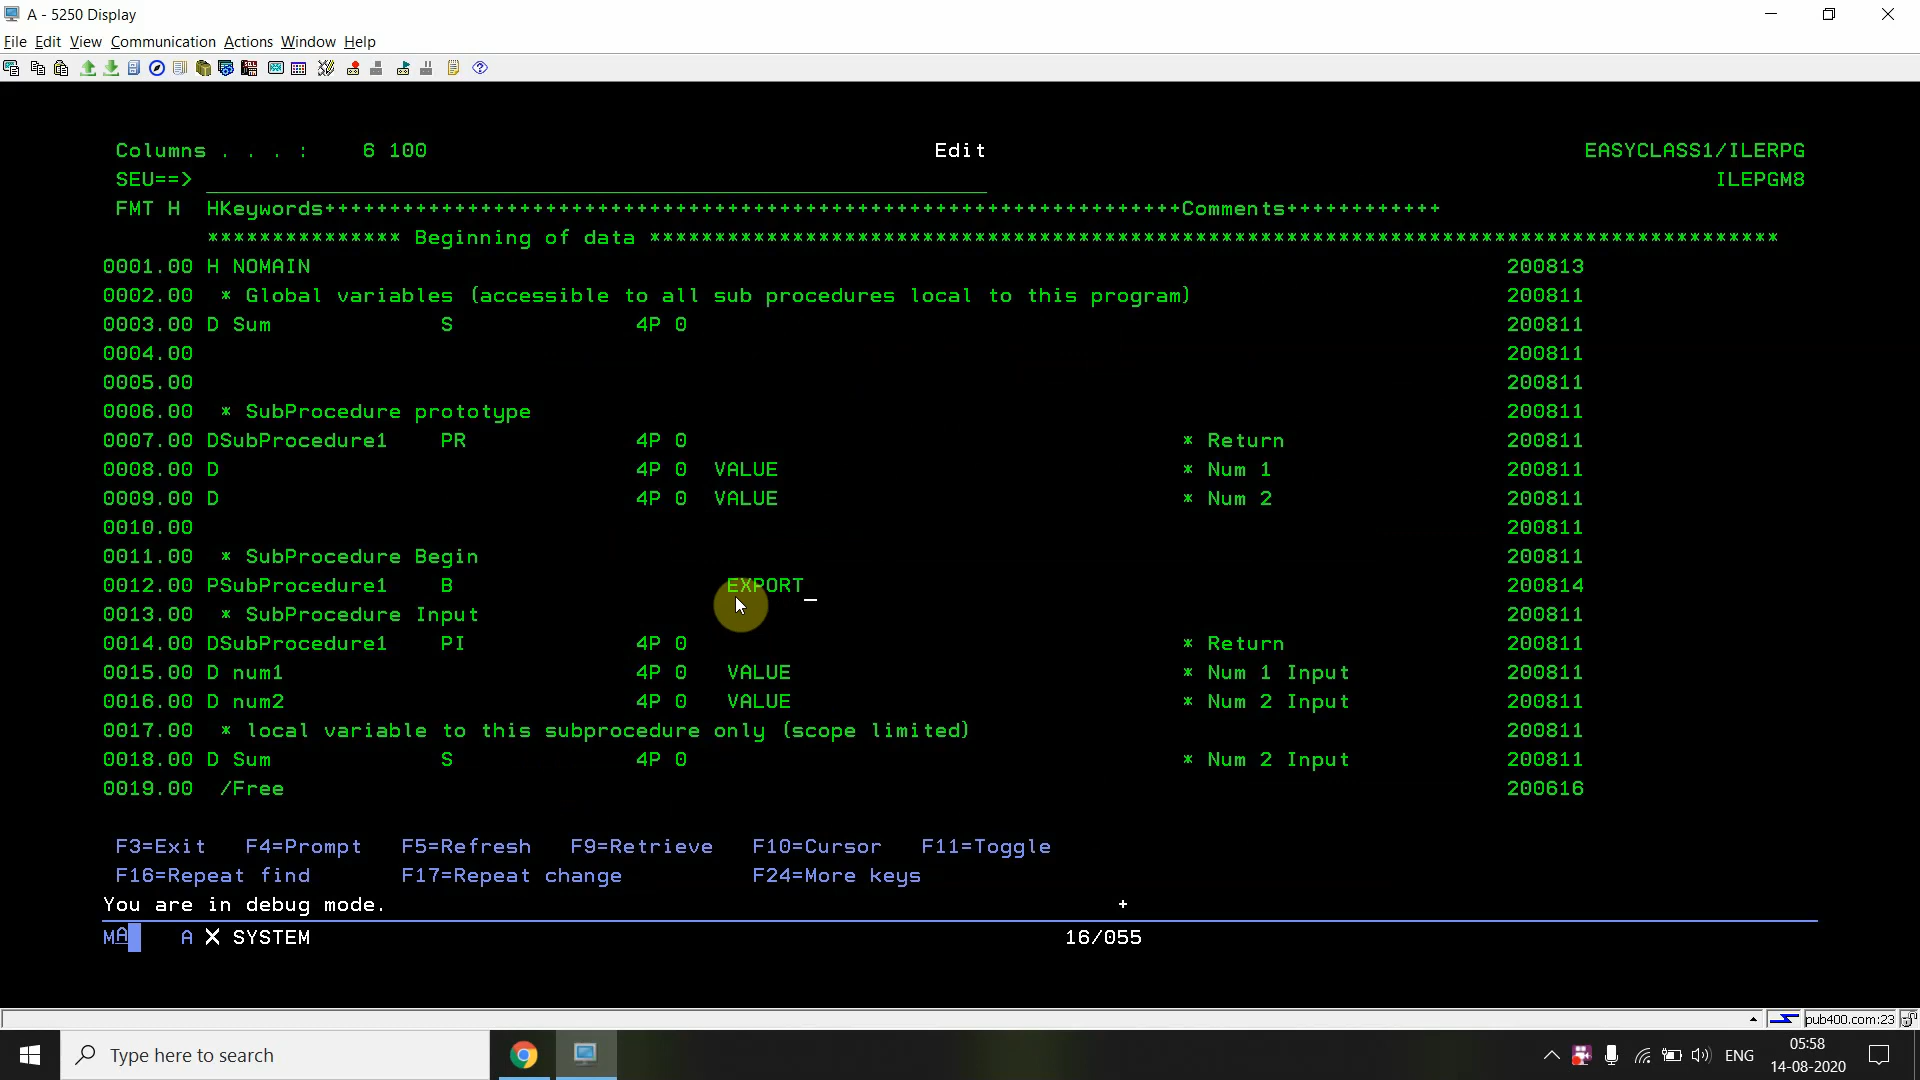 A - 5250 Display
File Edit View Communication Actions Window Help
Columns . . . : 6 100 Edit EASYCLASS1/ILERPG
SEU==> ILEPGM8
FMT H HKeywords++++++++++++++++++++++++++++++++++++++++++++++++++++++++++++++++++Comments++++++++++++
*************** Beginning of data ***************************************************************************************
0001.00 H NOMAIN 200813
0002.00 * Global variables (accessible to all sub procedures local to this program) 200811
0003.00 D Sum S 4P 0 200811
0004.00 200811
0005.00 200811
0006.00 * SubProcedure prototype 200811
0007.00 DSubProcedure1 PR 4P 0 * Return 200811
0008.00 D 4P 0 VALUE * Num 1 200811
0009.00 D 4P 0 VALUE * Num 2 200811
0010.00 200811
0011.00 * SubProcedure Begin 200811
0012.00 PSubProcedure1 B EXPORT_ 200814
0013.00 * SubProcedure Input 200811
0014.00 DSubProcedure1 PI 4P 0 * Return 200811
0015.00 D num1 4P 0 VALUE * Num 1 Input 200811
0016.00 D num2 4P 0 VALUE * Num 2 Input 200811
0017.00 * local variable to this subprocedure only (scope limited) 200811
0018.00 D Sum S 4P 0 * Num 2 Input 200811
0019.00 /Free 200616
F3=Exit F4=Prompt F5=Refresh F9=Retrieve F10=Cursor F11=Toggle
F16=Repeat find F17=Repeat change F24=More keys
You are in debug mode. +
MA A X SYSTEM 16/055
pub400.com:23
Type here to search
ENG
05:58
14-08-2020